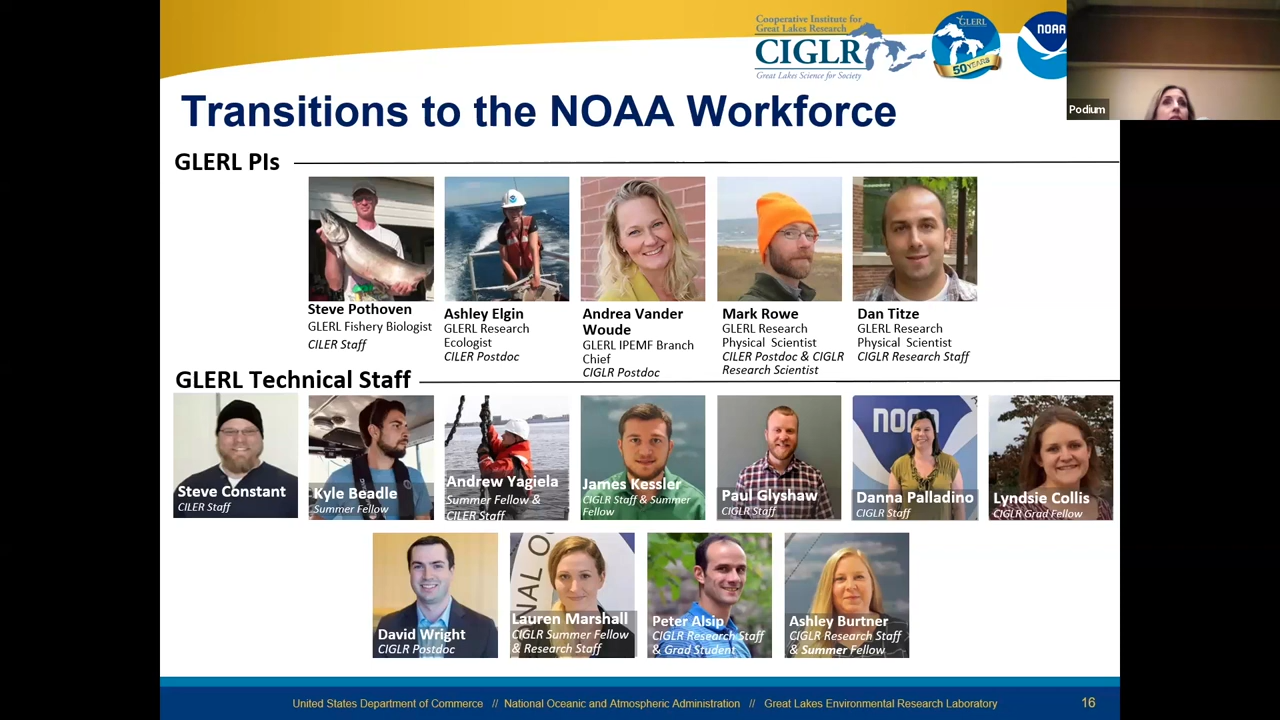 Cooperative Institute for
Great Lakes Research
CIGLR
Great Lakes Science for Society
GLERL
50 YEARS
NOAA
Podium
Transitions to the NOAA Workforce
GLERL PIs
Steve Pothoven
GLERL Fishery Biologist
CILER Staff
Ashley Elgin
GLERL Research
Ecologist
CILER Postdoc
Andrea Vander
Woude
GLERL IPEMF Branch
Chief
CIGLR Postdoc
Mark Rowe
GLERL Research
Physical Scientist
CILER Postdoc & CIGLR
Research Scientist
Dan Titze
GLERL Research
Physical Scientist
CIGLR Research Staff
GLERL Technical Staff
Steve Constant
CILER Staff
Kyle Beadle
Summer Fellow
Andrew Yagiela
Summer Fellow &
CILER Staff
James Kessler
CIGLR Staff & Summer
Fellow
Paul Glyshaw
CIGLR Staff
noaa
Danna Palladino
CIGLR Staff
Lyndsie Collis
CIGLR Grad Fellow
David Wright
CIGLR Postdoc
NAL O
Lauren Marshall
CIGLR Summer Fellow
& Research Staff
Peter Alsip
CIGLR Research Staff
& Grad Student
Ashley Burtner
CIGLR Research Staff
& Summer Fellow
United States Department of Commerce // National Oceanic and Atmospheric Administration // Great Lakes Environmental Research Laboratory
16